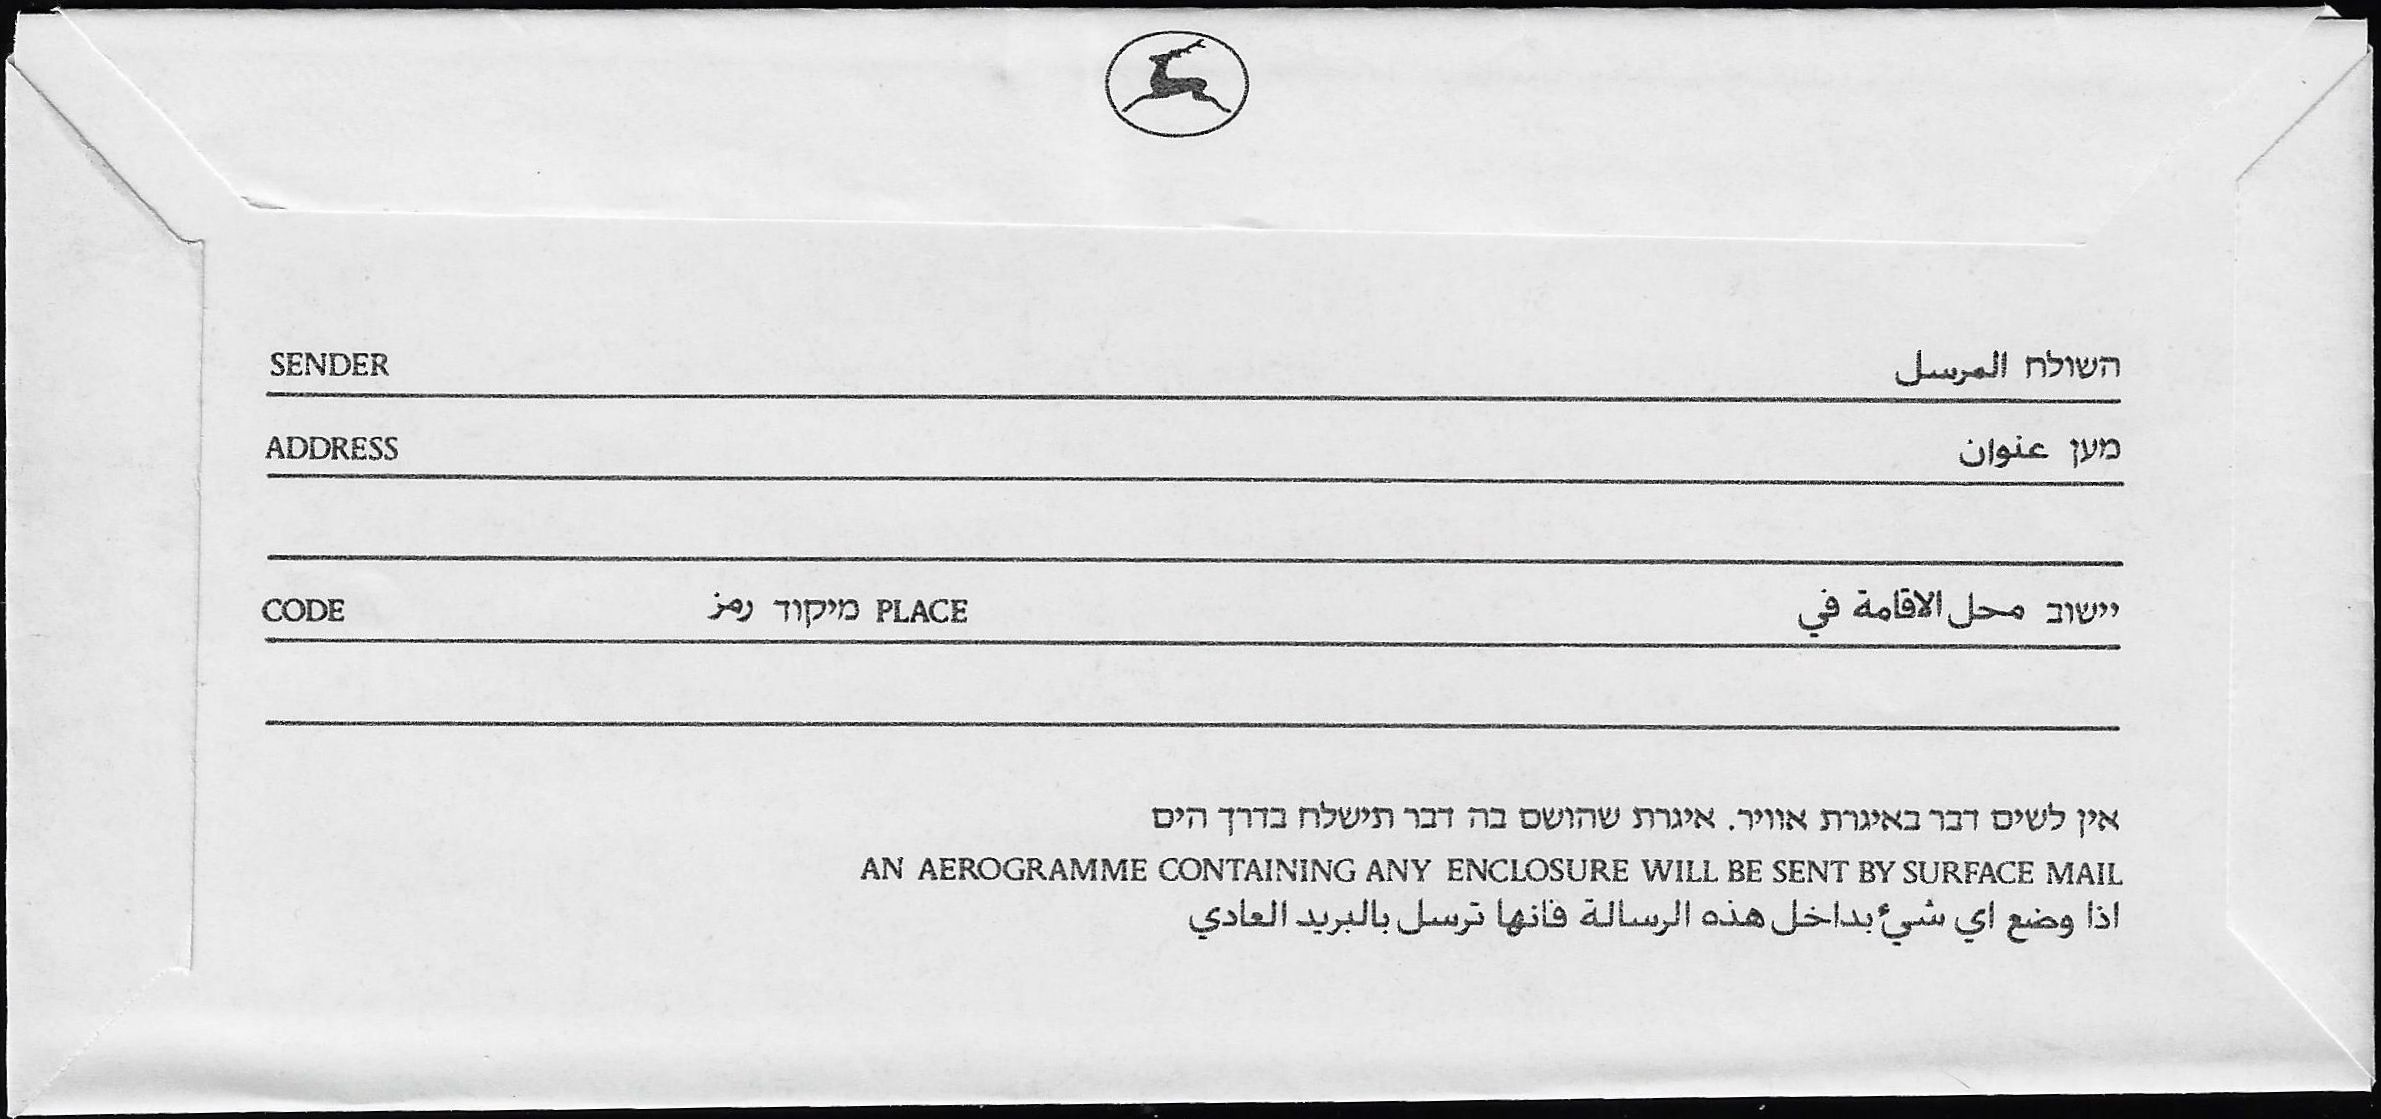 SENDER השולח المرسل
ADDRESS מען عنوان
CODE מיקוד رمز PLACE יישוב محل الاقامة في
אין לשים דבר באיגרת אוויר. איגרת שהושם בה דבר תישלח בדרך הים
AN AEROGRAMME CONTAINING ANY ENCLOSURE WILL BE SENT BY SURFACE MAIL
اذا وضع اي شيء بداخل هذه الرسالة فانها ترسل بالبريد العادي